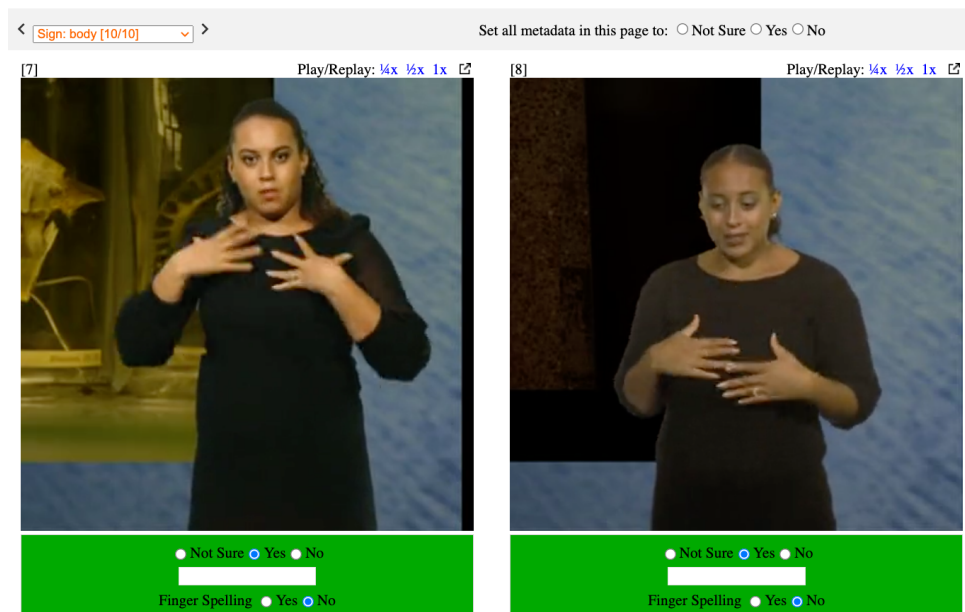 Sign: body [10/10]
Set all metadata in this page to: Not Sure Yes No
[7] Play/Replay: ¼x ½x 1x
[8] Play/Replay: ¼x ½x 1x
Not Sure Yes No
Finger Spelling Yes No
Not Sure Yes No
Finger Spelling Yes No